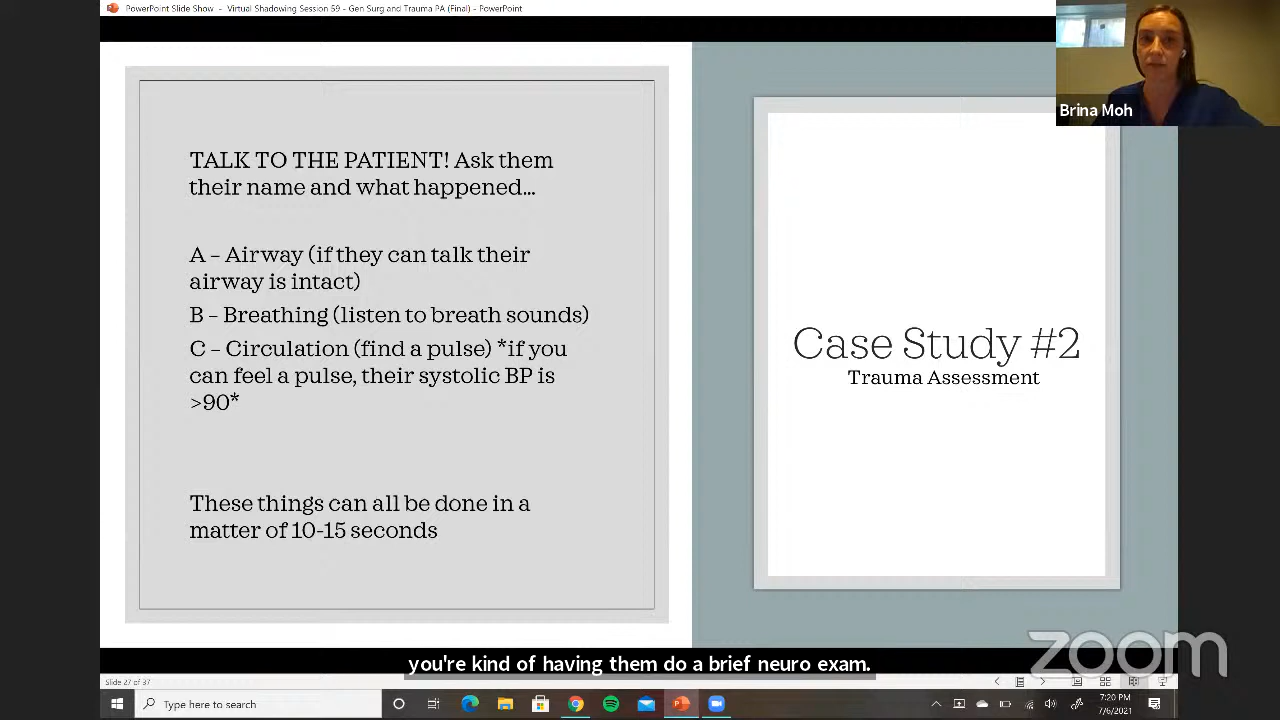 PowerPoint Slide Show - Virtual Shadowing Session 59 - Gen Surg and Trauma PA (Final) - PowerPoint
Brina Moh
TALK TO THE PATIENT! Ask them
their name and what happened...
A – Airway (if they can talk their
airway is intact)
B – Breathing (listen to breath sounds)
C – Circulation (find a pulse) *if you
can feel a pulse, their systolic BP is
>90*
These things can all be done in a
matter of 10-15 seconds
Case Study #2
Trauma Assessment
zoom
you're kind of having them do a brief neuro exam.
Slide 27 of 37
Type here to search
7:20 PM
7/6/2021